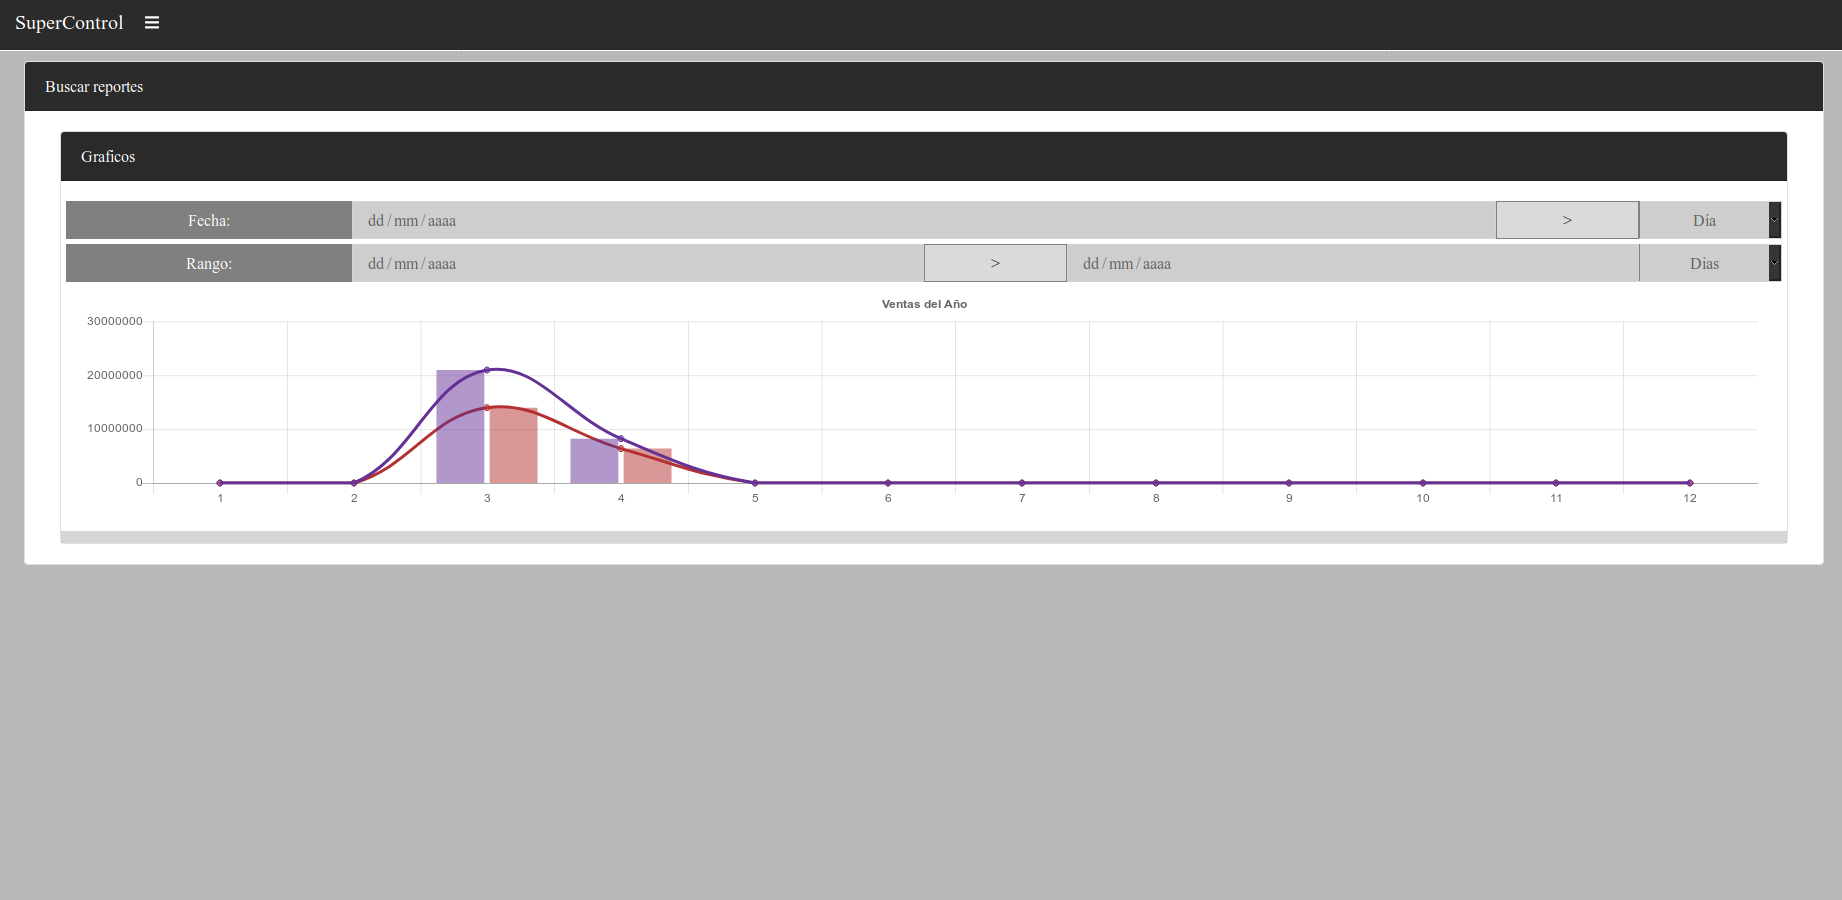 SuperControl
Buscar reportes
Graficos
Fecha: dd/mm/aaaa > Día
Rango: dd/mm/aaaa > dd/mm/aaaa Dias
Ventas del Año
30000000
20000000
10000000
0
1 2 3 4 5 6 7 8 9 10 11 12